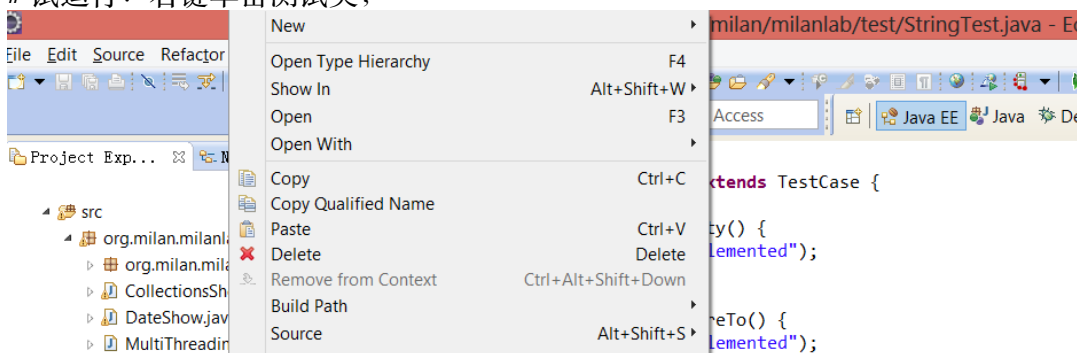 New
/milan/milanlab/test/StringTest.java - Ec
File Edit Source Refactor
Open Type Hierarchy F4
Show In Alt+Shift+W
Open F3
Access
Java EE
Java
De
Open With
Project Exp...
Copy Ctrl+C
extends TestCase {
Copy Qualified Name
src
Paste Ctrl+V
ty() {
org.milan.milanla
Delete Delete
lemented");
org.milan.mila
Remove from Context Ctrl+Alt+Shift+Down
CollectionsSh
Build Path
DateShow.jav
reTo() {
Source Alt+Shift+S
MultiThreadin
lemented");